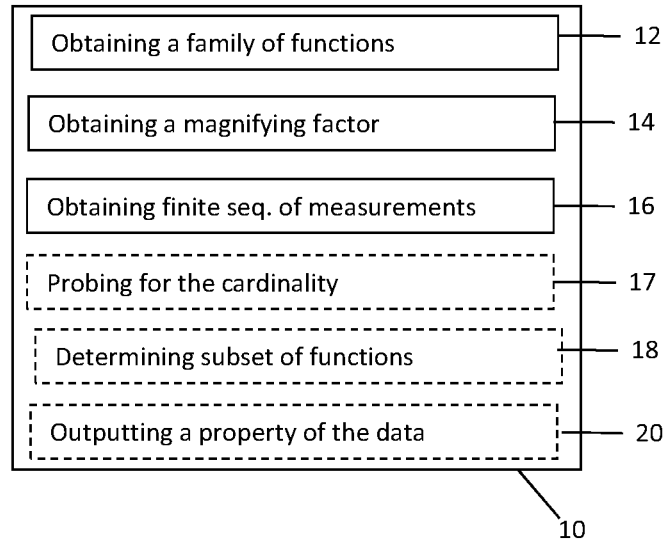 Obtaining a family of functions 12
Obtaining a magnifying factor 14
Obtaining finite seq. of measurements 16
Probing for the cardinality 17
Determining subset of functions 18
Outputting a property of the data 20
10